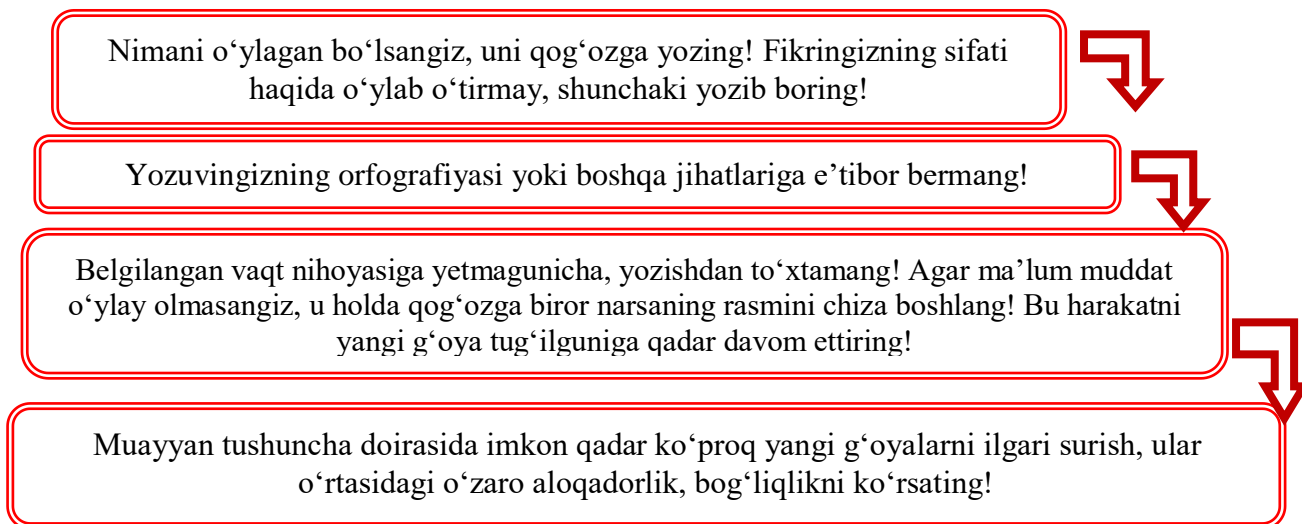 Nimani o‘ylagan bo‘lsangiz, uni qog‘ozga yozing! Fikringizning sifati
haqida o‘ylab o‘tirmay, shunchaki yozib boring!
Yozuvingizning orfografiyasi yoki boshqa jihatlariga e’tibor bermang!
Belgilangan vaqt nihoyasiga yetmagunicha, yozishdan to‘xtamang! Agar ma’lum muddat
o‘ylay olmasangiz, u holda qog‘ozga biror narsaning rasmini chiza boshlang! Bu harakatni
yangi g‘oya tug‘ilguniga qadar davom ettiring!
Muayyan tushuncha doirasida imkon qadar ko‘proq yangi g‘oyalarni ilgari surish, ular
o‘rtasidagi o‘zaro aloqadorlik, bog‘liqlikni ko‘rsating!